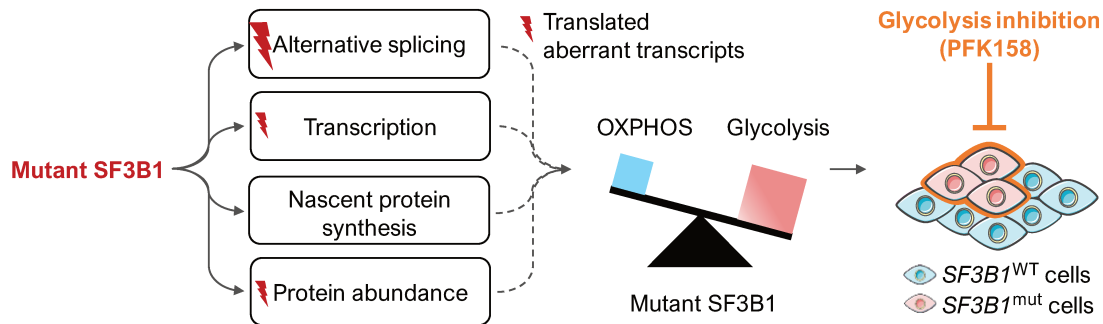 Mutant SF3B1
Alternative splicing
Transcription
Nascent protein
synthesis
Protein abundance
Translated
aberrant transcripts
OXPHOS
Glycolysis
Mutant SF3B1
Glycolysis inhibition
(PFK158)
SF3B1WT cells
SF3B1mut cells